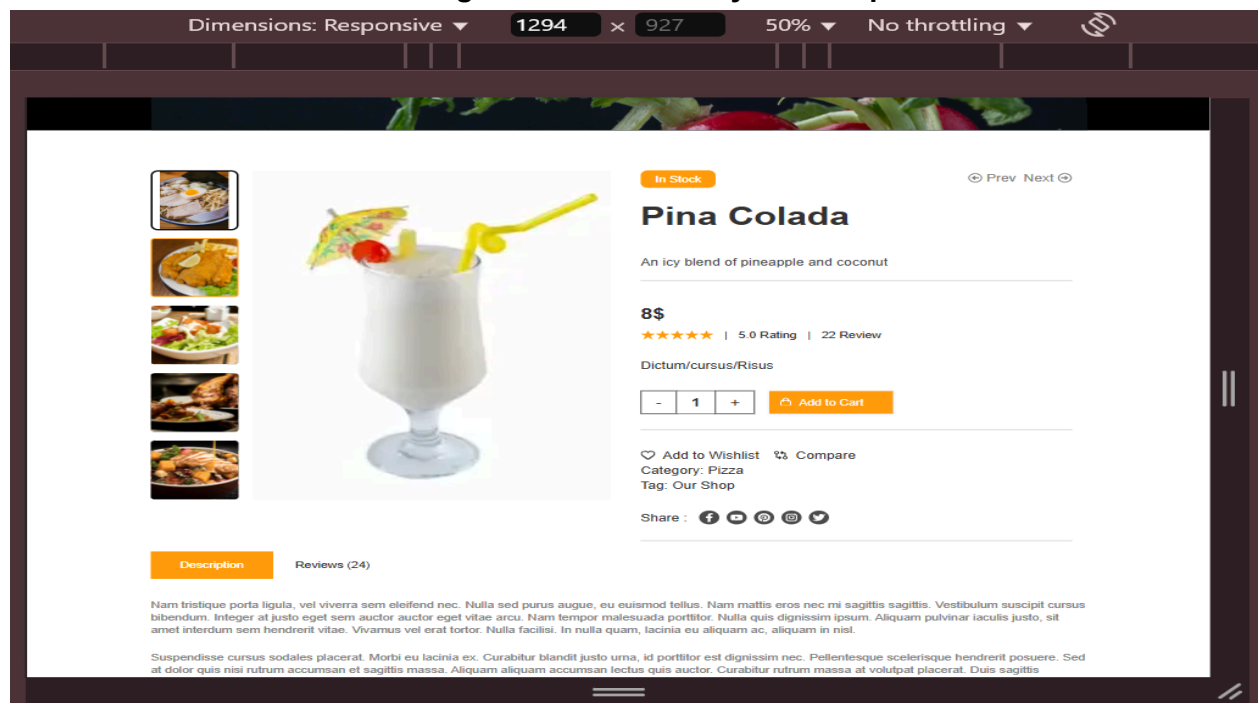 Dimensions: Responsive ▼ 1294 × 927 50% ▼ No throttling ▼
In Stock
Prev Next
Pina Colada
An icy blend of pineapple and coconut
8$
★★★★★ | 5.0 Rating | 22 Review
Dictum/cursus/Risus
- 1 + Add to Cart
Add to Wishlist Compare
Category: Pizza
Tag: Our Shop
Share :
Description Reviews (24)
Nam tristique porta ligula, vel viverra sem eleifend nec. Nulla sed purus augue, eu euismod tellus. Nam mattis eros nec mi sagittis sagittis. Vestibulum suscipit cursus
bibendum. Integer at justo eget sem auctor auctor eget vitae arcu. Nam tempor malesuada porttitor. Nulla quis dignissim ipsum. Aliquam pulvinar iaculis justo, sit
amet interdum sem hendrerit vitae. Vivamus vel erat tortor. Nulla facilisi. In nulla quam, lacinia eu aliquam ac, aliquam in nisl.
Suspendisse cursus sodales placerat. Morbi eu lacinia ex. Curabitur blandit justo urna, id porttitor est dignissim nec. Pellentesque scelerisque hendrerit posuere. Sed
at dolor quis nisi rutrum accumsan et sagittis massa. Aliquam aliquam accumsan lectus quis auctor. Curabitur rutrum massa at volutpat placerat. Duis sagittis